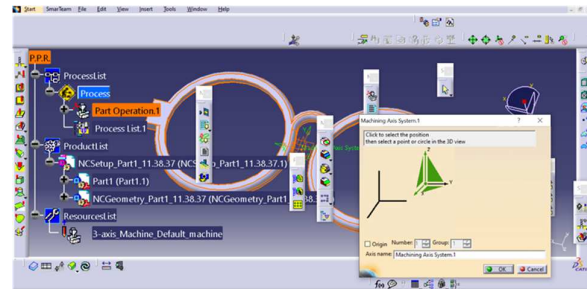 Start SmarTeam File Edit View Insert Tools Window Help
P.P.R.
ProcessList
Process
Part Operation.1
Process List.1
ProductList
NCSetup_Part1_11.38.37 (NCSetup_Part1_11.38.37.1)
Part1 (Part1.1)
NCGeometry_Part1_11.38.37 (NCGeometry_Part1_11.38
ResourcesList
3-axis_Machine_Default_machine
Machining Axis System.1
? X
Click to select the position
then select a point or circle in the 3D view
Z
Y
Origin Number: 1 Group: 1
Axis name: Machining Axis System.1
OK Cancel